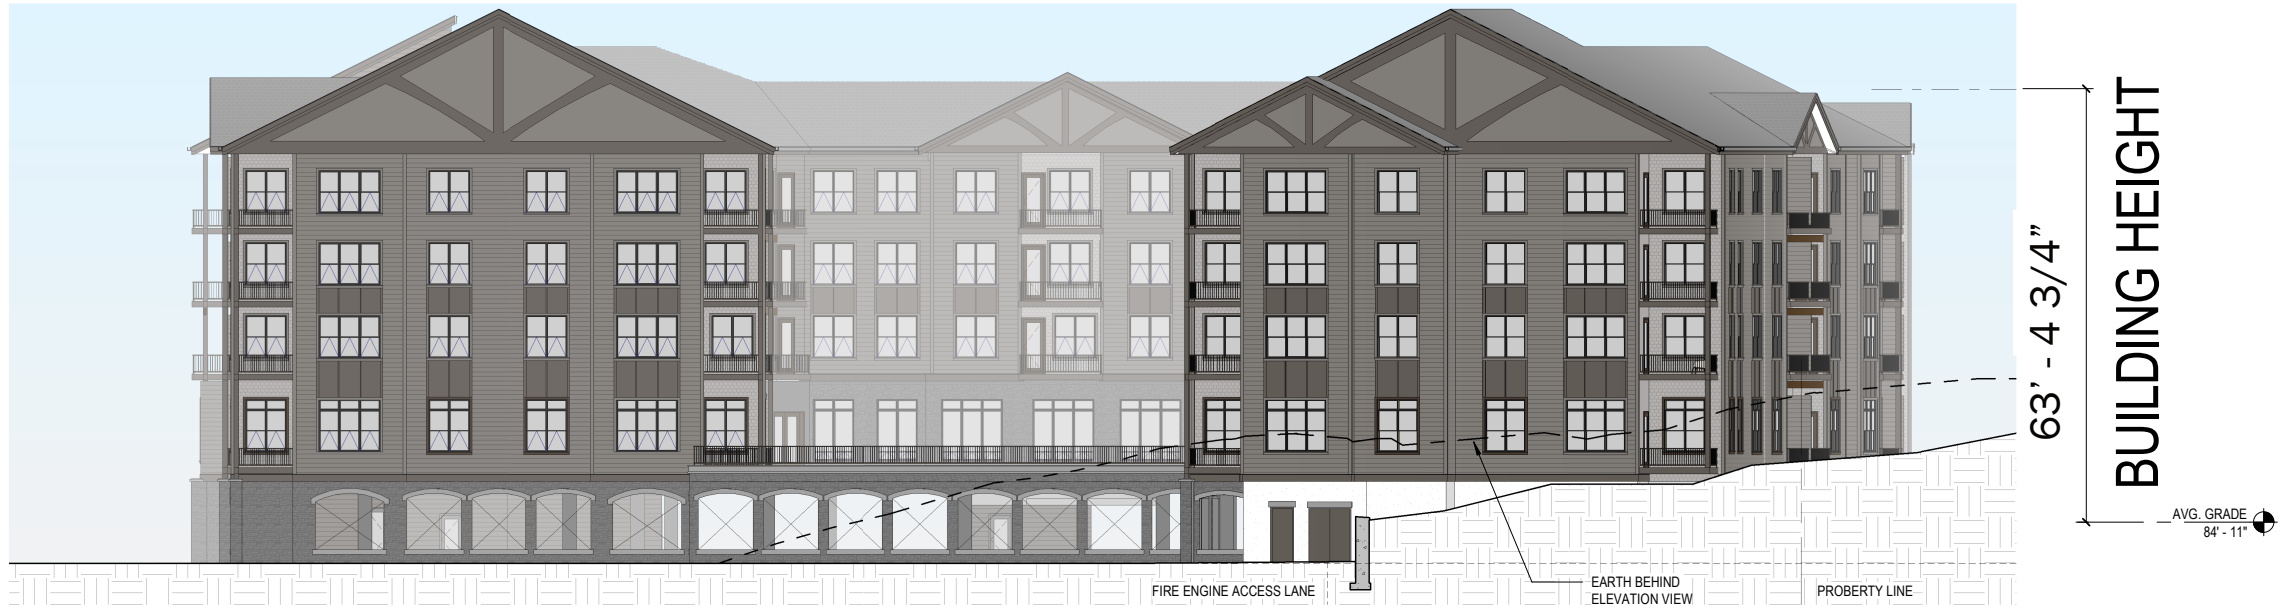 63' - 4 3/4"
BUILDING HEIGHT
AVG. GRADE
84' - 11"
FIRE ENGINE ACCESS LANE
EARTH BEHIND
ELEVATION VIEW
PROPERTY LINE